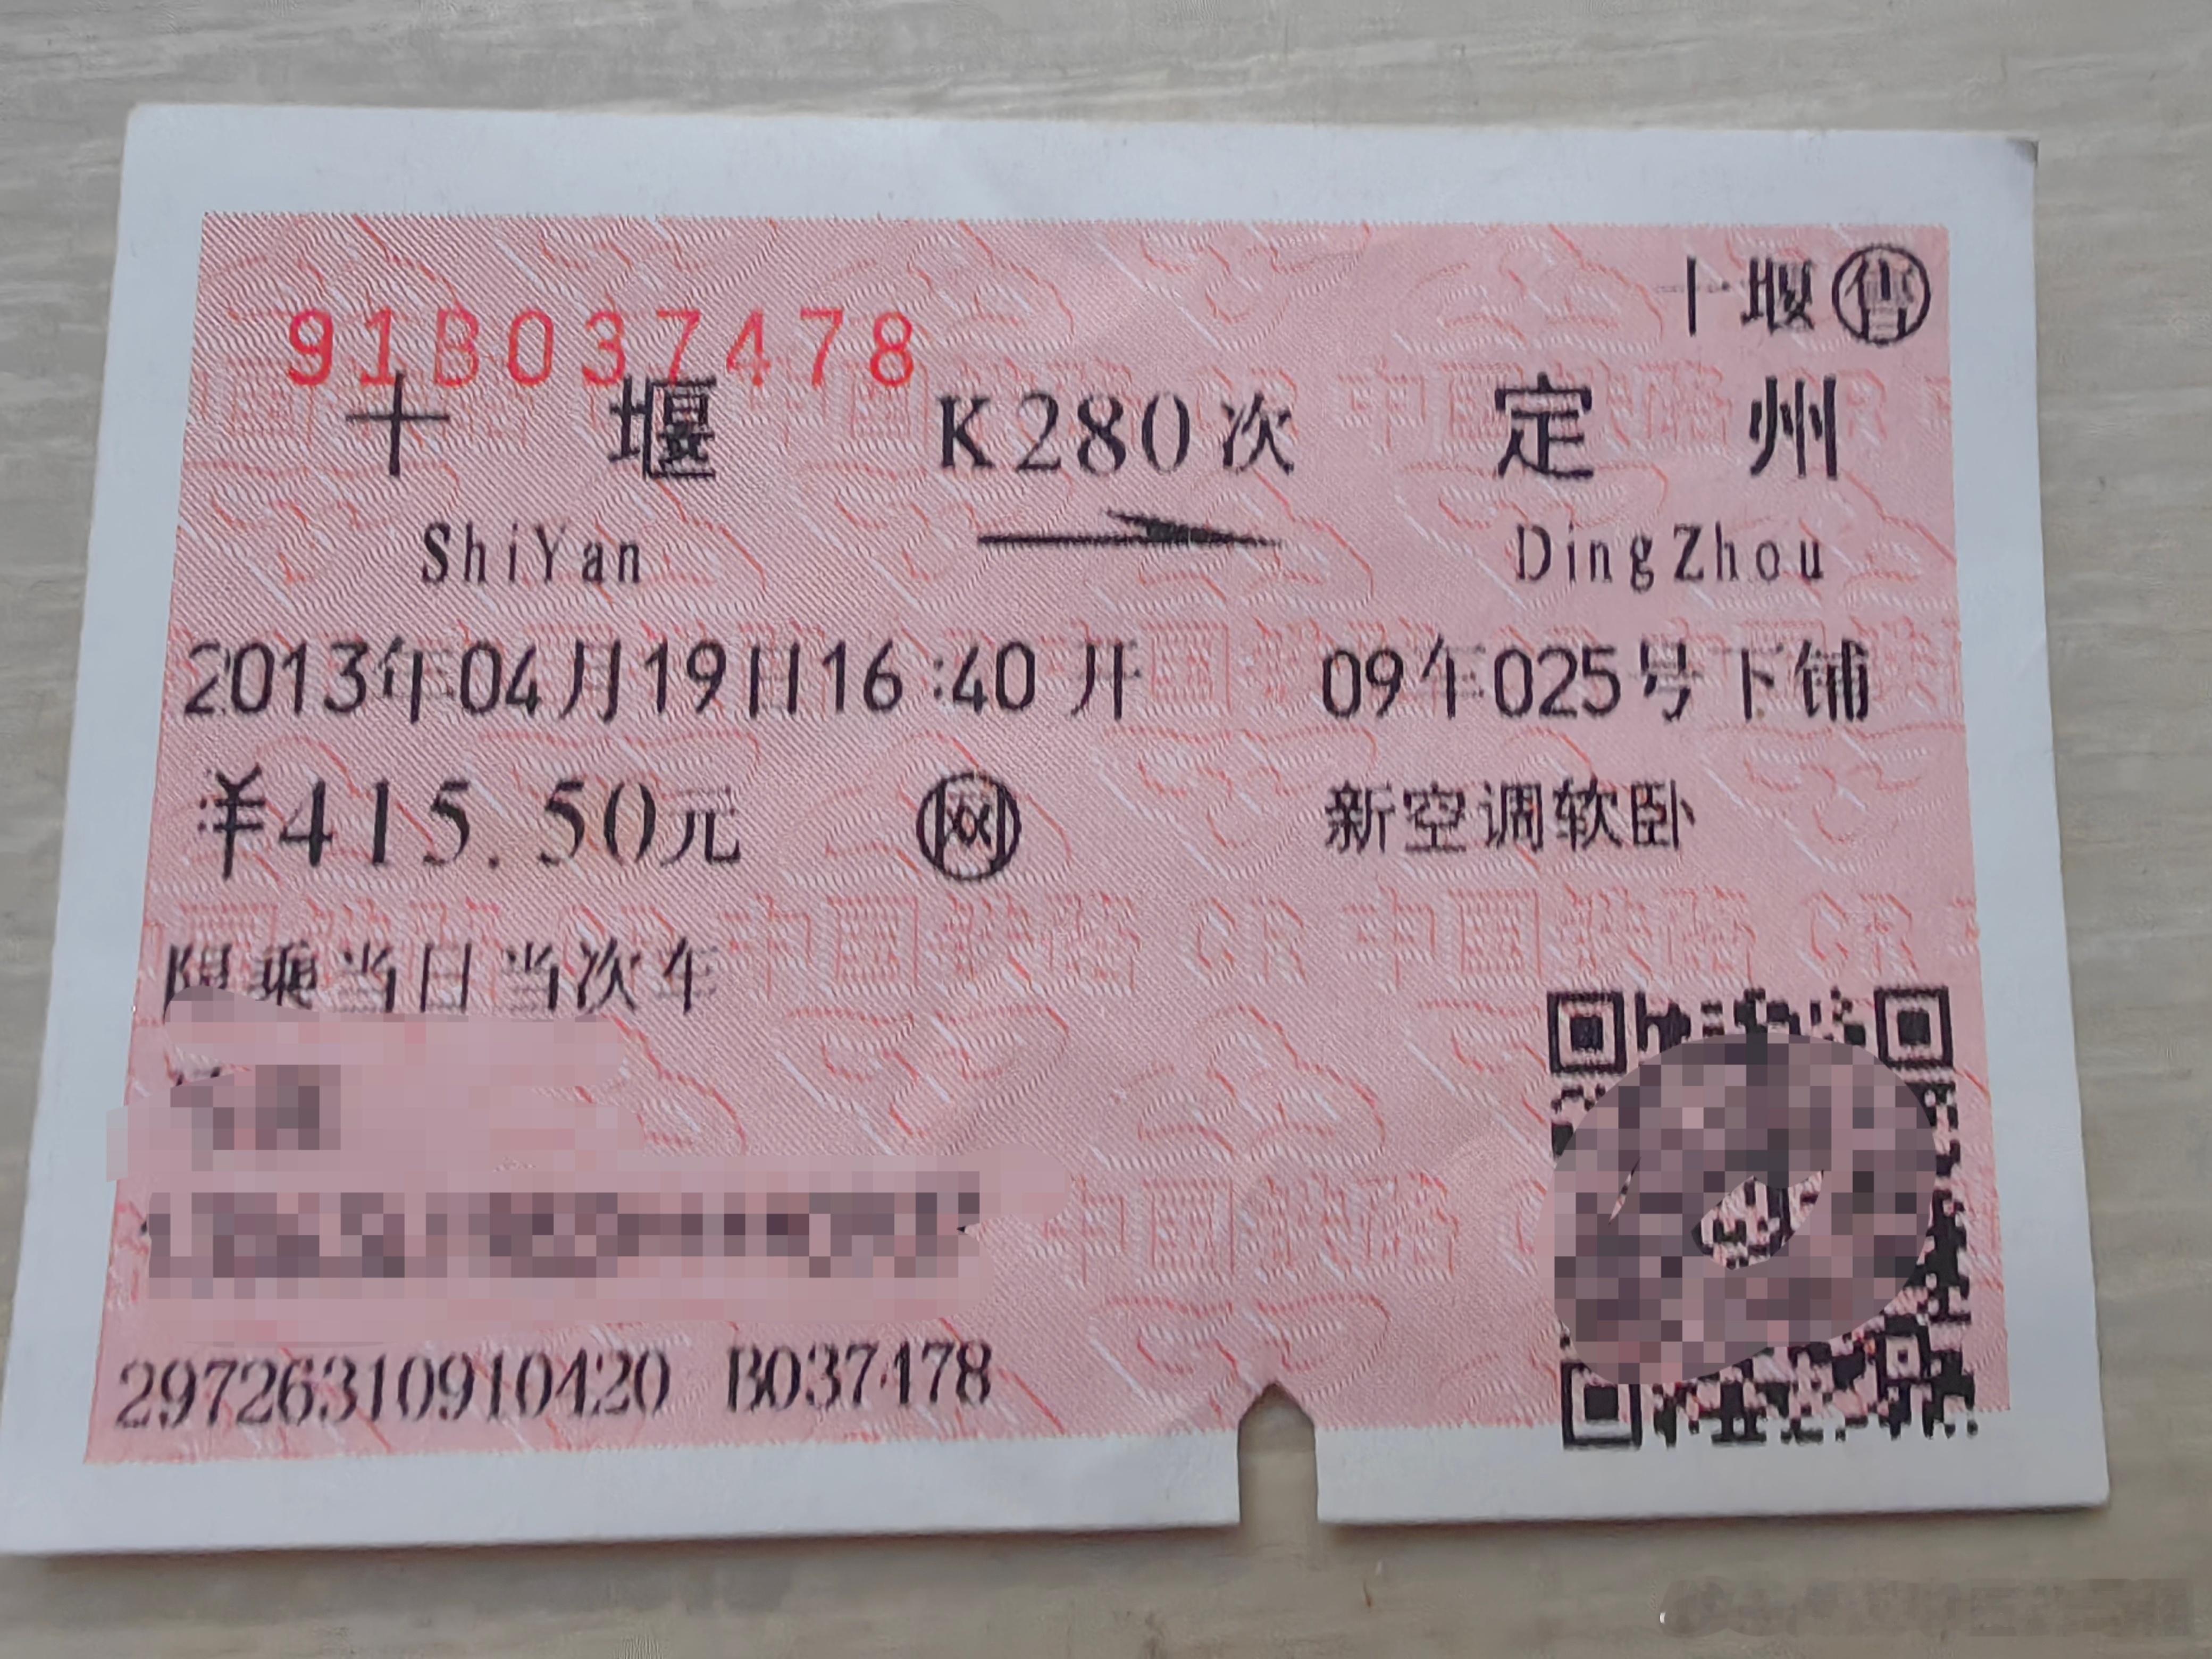 十堰 售
91B037478
十 堰 K280次 定 州
ShiYan DingZhou
2013年04月19日16:40开 09车025号下铺
¥415.50元 网 新空调软卧
限乘当日当次车
29726310910420 B037478